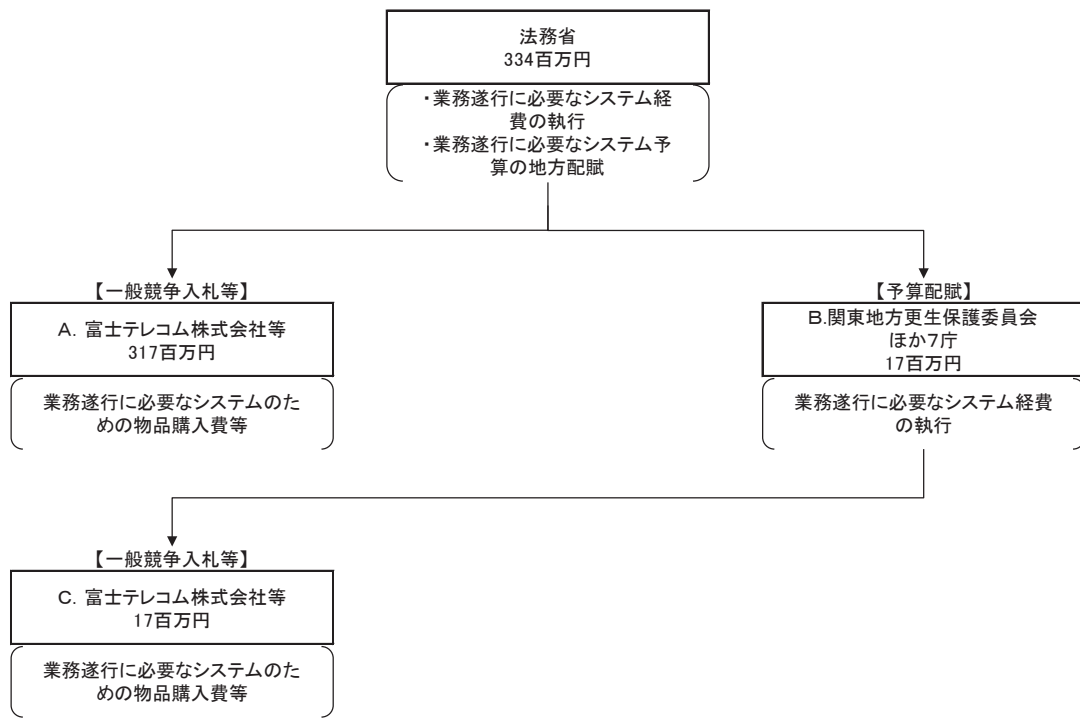 法務省
334百万円
・業務遂行に必要なシステム経
費の執行
・業務遂行に必要なシステム予
算の地方配賦
【一般競争入札等】
A. 富士テレコム株式会社等
317百万円
業務遂行に必要なシステムのた
めの物品購入費等
【予算配賦】
B.関東地方更生保護委員会
ほか7庁
17百万円
業務遂行に必要なシステム経費
の執行
【一般競争入札等】
C. 富士テレコム株式会社等
17百万円
業務遂行に必要なシステムのた
めの物品購入費等